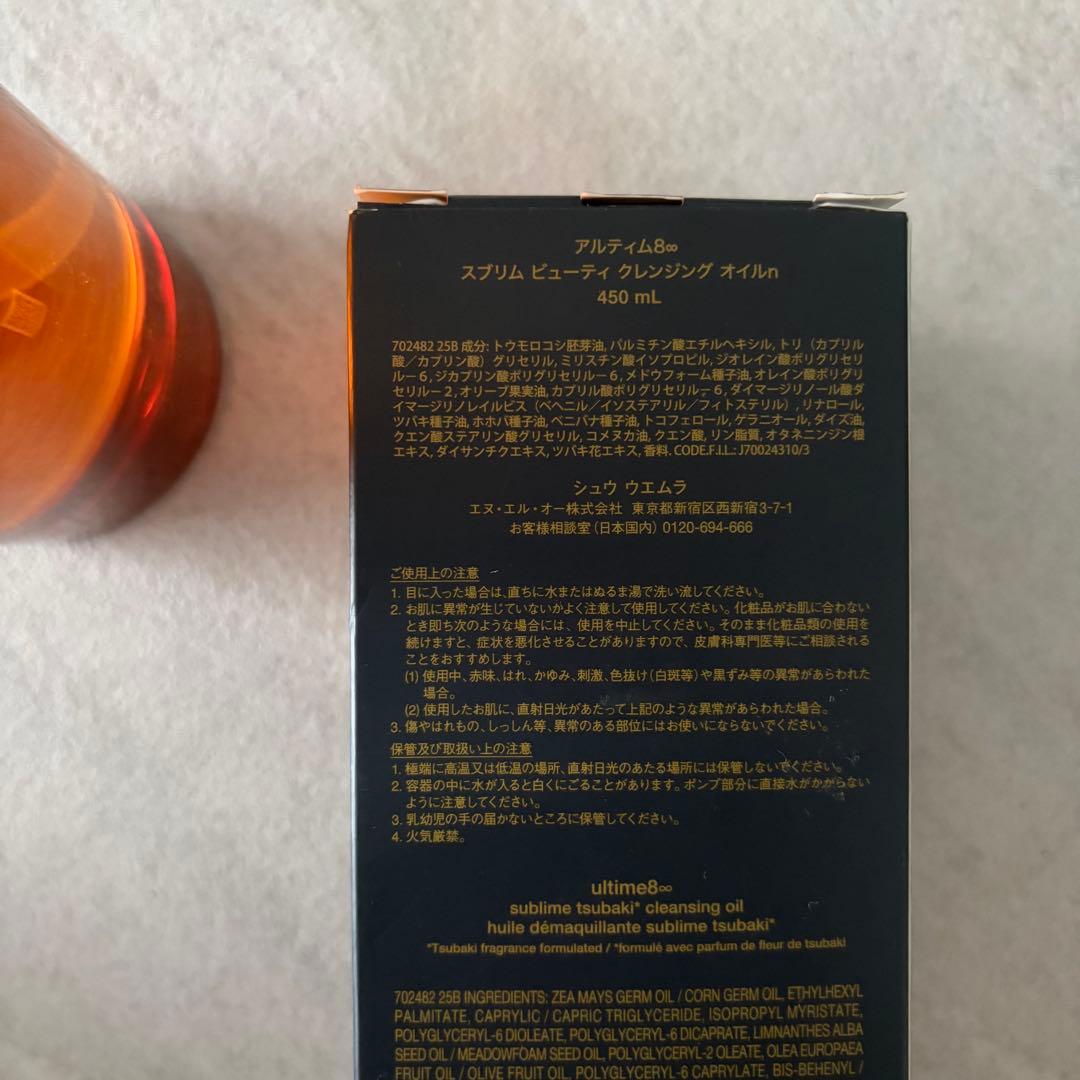 アルティム8∞
スブリム ビューティ クレンジング オイルn
450 mL
702482 25B 成分: トウモロコシ胚芽油, パルミチン酸エチルヘキシル, トリ（カプリル
酸／カプリン酸）グリセリル, ミリスチン酸イソプロピル, ジオレイン酸ポリグリセリ
ル－6, ジカプリン酸ポリグリセリル－6, メドウフォーム種子油, オレイン酸ポリグリ
セリル－2, オリーブ果実油, カプリル酸ポリグリセリル－6, ダイマージリノール酸ダ
イマージリノレイルビス（ベヘニル／イソステアリル／フィトステリル）, リナロール,
ツバキ種子油, ホホバ種子油, ベニバナ種子油, トコフェロール, ゲラニオール, ダイズ油,
クエン酸ステアリン酸グリセリル, コメヌカ油, クエン酸, リン脂質, オタネニンジン根
エキス, ダイサンチクエキス, ツバキ花エキス, 香料. CODE.F.I.L.: J70024310/3
シュウ ウエムラ
エヌ・エル・オー株式会社 東京都新宿区西新宿3-7-1
お客様相談室（日本国内）0120-694-666
ご使用上の注意
1. 目に入った場合は、直ちに水またはぬるま湯で洗い流してください。
2. お肌に異常が生じていないかよく注意して使用してください。化粧品がお肌に合わない
とき即ち次のような場合には、使用を中止してください。そのまま化粧品類の使用を
続けますと、症状を悪化させることがありますので、皮膚科専門医等にご相談される
ことをおすすめします。
(1) 使用中、赤味、はれ、かゆみ、刺激、色抜け（白斑等）や黒ずみ等の異常があらわれた
場合。
(2) 使用したお肌に、直射日光があたって上記のような異常があらわれた場合。
3. 傷やはれもの、しっしん等、異常のある部位にはお使いにならないでください。
保管及び取扱い上の注意
1. 極端に高温又は低温の場所、直射日光のあたる場所には保管しないでください。
2. 容器の中に水が入ると白くにごることがあります。ポンプ部分に直接水がかからない
ように注意してください。
3. 乳幼児の手の届かないところに保管してください。
4. 火気厳禁。
ultime8∞
sublime tsubaki* cleansing oil
huile démaquillante sublime tsubaki*
*Tsubaki fragrance formulated / *formulé avec parfum de fleur de tsubaki
702482 25B INGREDIENTS: ZEA MAYS GERM OIL / CORN GERM OIL, ETHYLHEXYL
PALMITATE, CAPRYLIC / CAPRIC TRIGLYCERIDE, ISOPROPYL MYRISTATE,
POLYGLYCERYL-6 DIOLEATE, POLYGLYCERYL-6 DICAPRATE, LIMNANTHES ALBA
SEED OIL / MEADOWFOAM SEED OIL, POLYGLYCERYL-2 OLEATE, OLEA EUROPAEA
FRUIT OIL / OLIVE FRUIT OIL, POLYGLYCERYL-6 CAPRYLATE, BIS-BEHENYL /